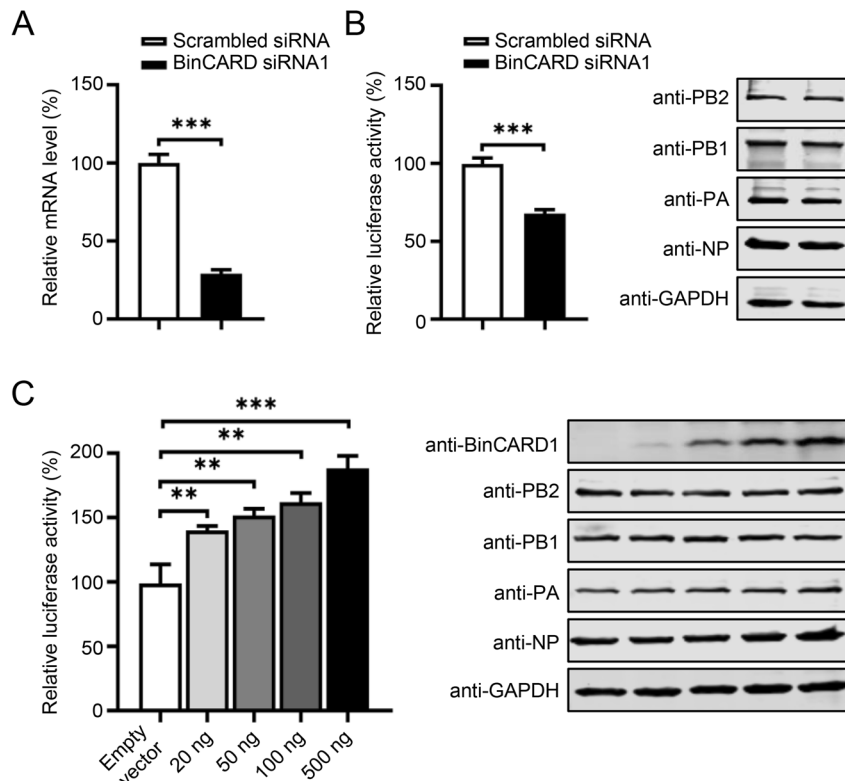 A
Scrambled siRNA
BinCARD siRNA1
Relative mRNA level (%)
150
100
50
0
***
B
Scrambled siRNA
BinCARD siRNA1
Relative luciferase activity (%)
150
100
50
0
***
anti-PB2
anti-PB1
anti-PA
anti-NP
anti-GAPDH
C
Relative luciferase activity (%)
200
150
100
50
0
***
**
**
**
Empty
vector
20 ng
50 ng
100 ng
500 ng
anti-BinCARD1
anti-PB2
anti-PB1
anti-PA
anti-NP
anti-GAPDH